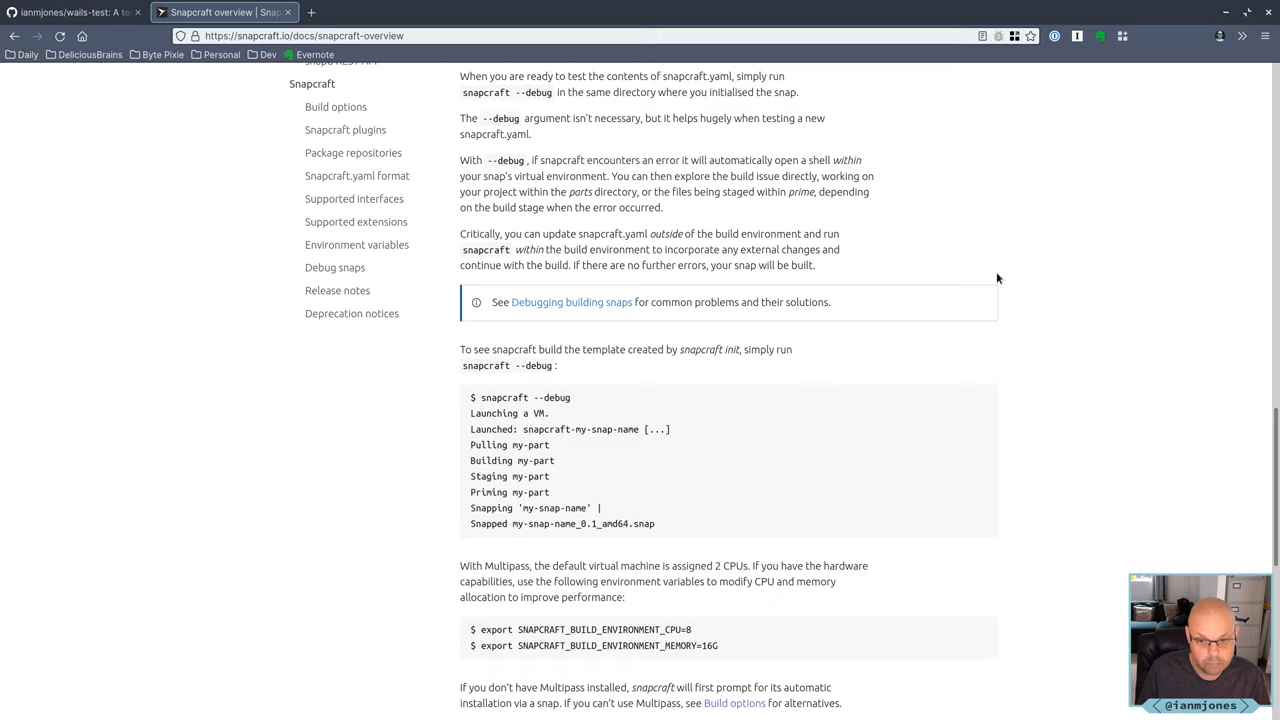 ianmjones/wails-test: A te
Snapcraft overview | Snap
https://snapcraft.io/docs/snapcraft-overview
Daily
DeliciousBrains
Byte Pixie
Personal
Dev
Evernote
Snapcraft
Build options
Snapcraft plugins
Package repositories
Snapcraft.yaml format
Supported interfaces
Supported extensions
Environment variables
Debug snaps
Release notes
Deprecation notices
When you are ready to test the contents of snapcraft.yaml, simply run
snapcraft --debug in the same directory where you initialised the snap.
The --debug argument isn't necessary, but it helps hugely when testing a new
snapcraft.yaml.
With --debug, if snapcraft encounters an error it will automatically open a shell within
your snap's virtual environment. You can then explore the build issue directly, working on
your project within the parts directory, or the files being staged within prime, depending
on the build stage when the error occurred.
Critically, you can update snapcraft.yaml outside of the build environment and run
snapcraft within the build environment to incorporate any external changes and
continue with the build. If there are no further errors, your snap will be built.
See Debugging building snaps for common problems and their solutions.
To see snapcraft build the template created by snapcraft init, simply run
snapcraft --debug:
$ snapcraft --debug
Launching a VM.
Launched: snapcraft-my-snap-name [...]
Pulling my-part
Building my-part
Staging my-part
Priming my-part
Snapping 'my-snap-name' |
Snapped my-snap-name_0.1_amd64.snap
With Multipass, the default virtual machine is assigned 2 CPUs. If you have the hardware
capabilities, use the following environment variables to modify CPU and memory
allocation to improve performance:
$ export SNAPCRAFT_BUILD_ENVIRONMENT_CPU=8
$ export SNAPCRAFT_BUILD_ENVIRONMENT_MEMORY=16G
If you don't have Multipass installed, snapcraft will first prompt for its automatic
installation via a snap. If you can't use Multipass, see Build options for alternatives.
@ianmjones